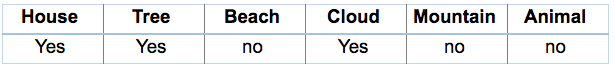 House Tree Beach Cloud Mountain Animal
Yes Yes no Yes no no